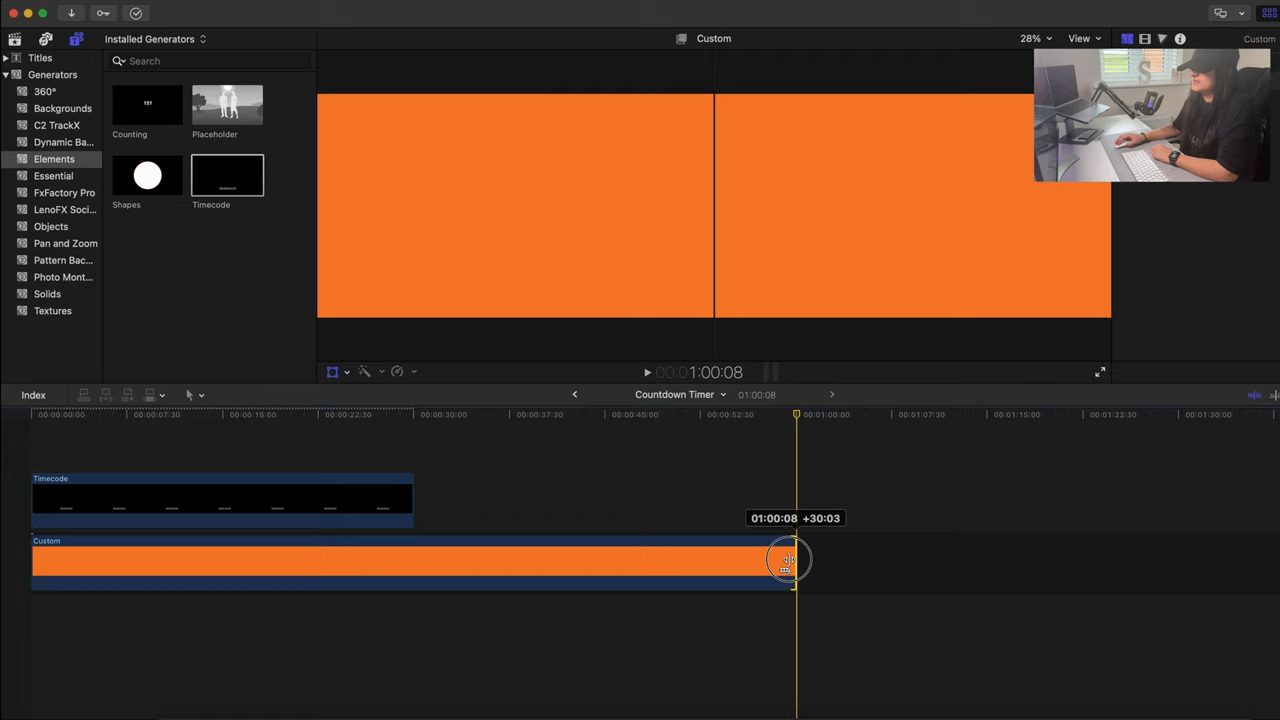 Installed Generators
Custom
28%
View
Custom
Titles
Generators
360°
Backgrounds
C2 TrackX
Dynamic Ba...
Elements
Essential
FxFactory Pro
LenoFX Soci...
Objects
Pan and Zoom
Pattern Bac...
Photo Mont...
Solids
Textures
Search
151
Counting
Placeholder
Shapes
Timecode
S
00:01:00:08
Index
Countdown Timer
01:00:08
00:00:00:00
00:00:07:30
00:00:15:00
00:00:22:30
00:00:30:00
00:00:37:30
00:00:45:00
00:00:52:30
00:01:00:00
00:01:07:30
00:01:15:00
00:01:22:30
00:01:30:00
Timecode
01:00:08 +30:03
Custom